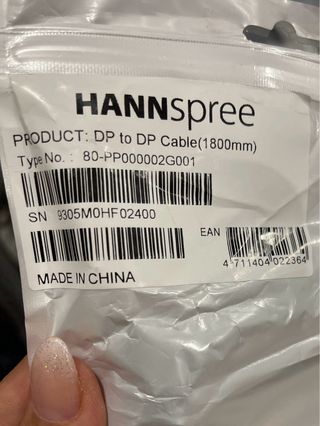 HANNspree
PRODUCT: DP to DP Cable(1800mm)
Type No. : 80-PP000002G001
SN 9305M0HF02400
EAN
4 711404 022364
MADE IN CHINA